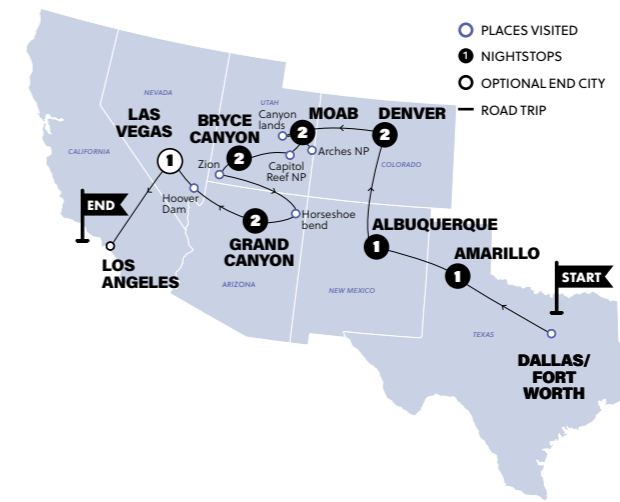 PLACES VISITED
1 NIGHTSTOPS
OPTIONAL END CITY
ROAD TRIP
NEVADA
UTAH
COLORADO
CALIFORNIA
ARIZONA
NEW MEXICO
TEXAS
LAS
VEGAS
1
BRYCE
CANYON
2
Canyon
lands
MOAB
2
DENVER
2
Arches NP
Capitol
Reef NP
Zion
Hoover
Dam
Horseshoe
bend
2
GRAND
CANYON
ALBUQUERQUE
1
AMARILLO
1
START
DALLAS/
FORT
WORTH
END
LOS
ANGELES